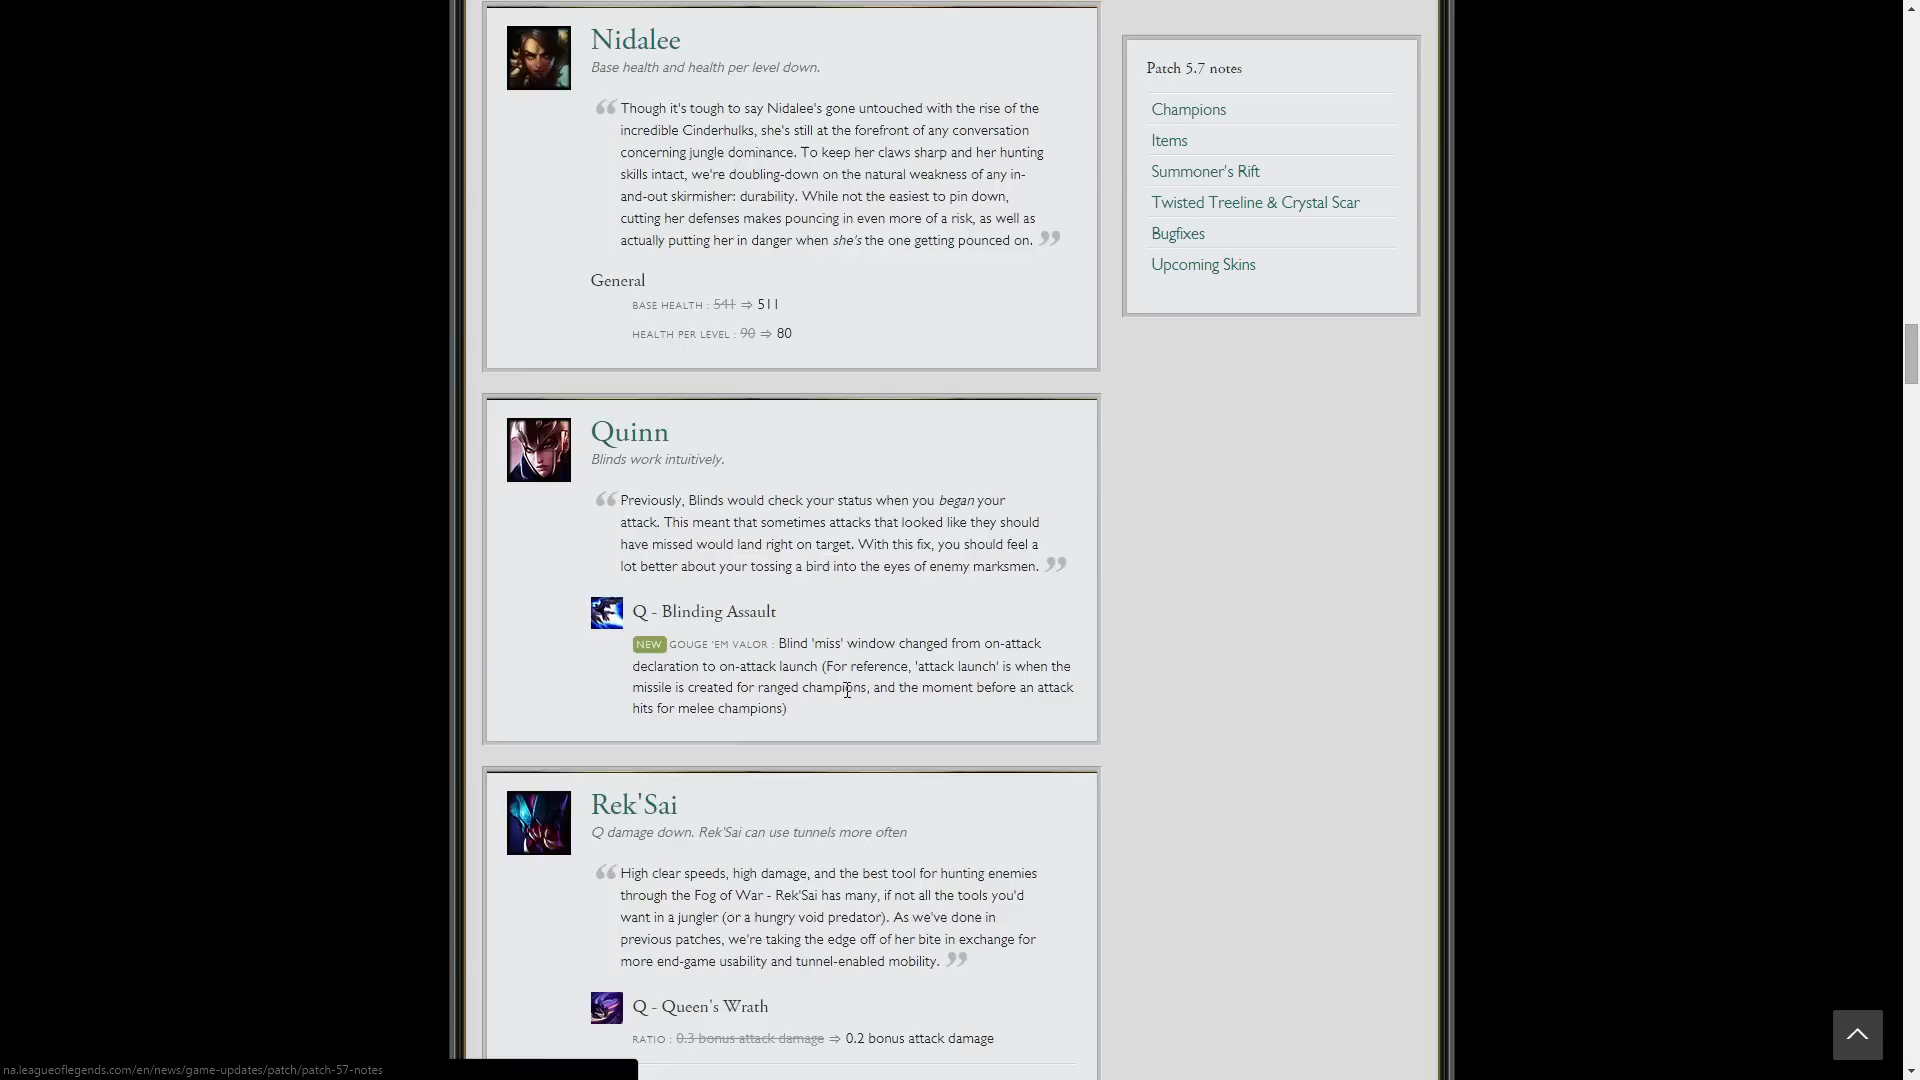 Nidalee
Base health and health per level down.
Though it's tough to say Nidalee's gone untouched with the rise of the
incredible Cinderhulks, she's still at the forefront of any conversation
concerning jungle dominance. To keep her claws sharp and her hunting
skills intact, we're doubling-down on the natural weakness of any in-
and-out skirmisher: durability. While not the easiest to pin down,
cutting her defenses makes pouncing in even more of a risk, as well as
actually putting her in danger when she's the one getting pounced on.
General
BASE HEALTH : 541 ⇒ 511
HEALTH PER LEVEL : 90 ⇒ 80
Quinn
Blinds work intuitively.
Previously, Blinds would check your status when you began your
attack. This meant that sometimes attacks that looked like they should
have missed would land right on target. With this fix, you should feel a
lot better about your tossing a bird into the eyes of enemy marksmen.
Q - Blinding Assault
NEW GOUGE 'EM VALOR : Blind 'miss' window changed from on-attack
declaration to on-attack launch (For reference, 'attack launch' is when the
missile is created for ranged champions, and the moment before an attack
hits for melee champions)
Rek'Sai
Q damage down. Rek'Sai can use tunnels more often
High clear speeds, high damage, and the best tool for hunting enemies
through the Fog of War - Rek'Sai has many, if not all the tools you'd
want in a jungler (or a hungry void predator). As we've done in
previous patches, we're taking the edge off of her bite in exchange for
more end-game usability and tunnel-enabled mobility.
Q - Queen's Wrath
RATIO : 0.3 bonus attack damage ⇒ 0.2 bonus attack damage
Patch 5.7 notes
Champions
Items
Summoner's Rift
Twisted Treeline & Crystal Scar
Bugfixes
Upcoming Skins
na.leagueoflegends.com/en/news/game-updates/patch/patch-57-notes